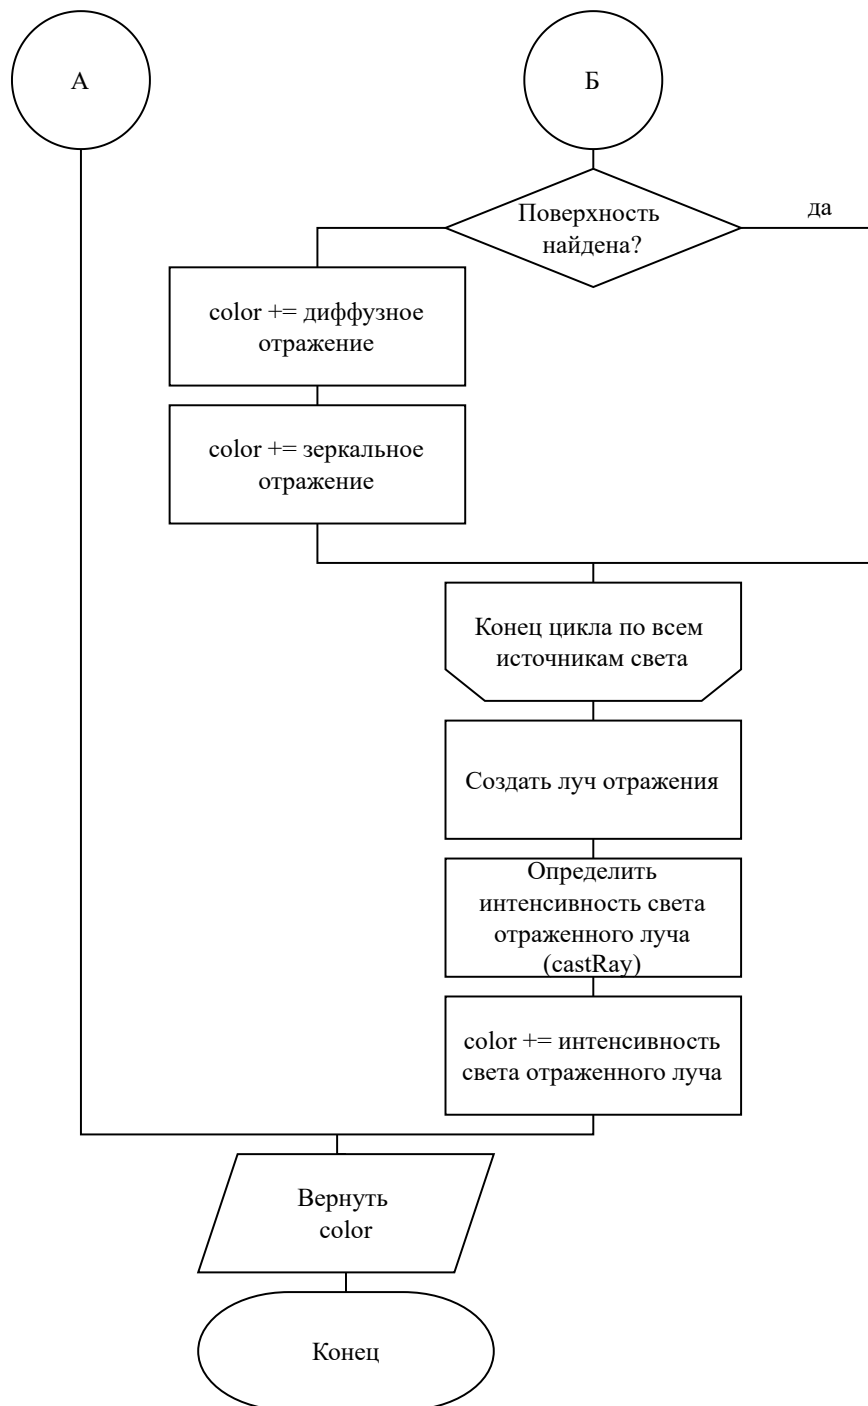 А
Б
Поверхность
найдена?
да
color += диффузное
отражение
color += зеркальное
отражение
Конец цикла по всем
источникам света
Создать луч отражения
Определить
интенсивность света
отраженного луча
(castRay)
color += интенсивность
света отраженного луча
Вернуть
color
Конец